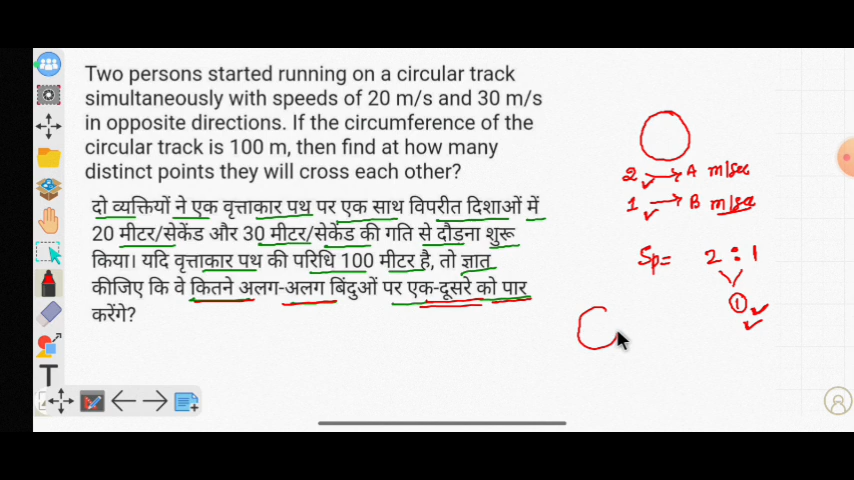 Two persons started running on a circular track
simultaneously with speeds of 20 m/s and 30 m/s
in opposite directions. If the circumference of the
circular track is 100 m, then find at how many
distinct points they will cross each other?
दो व्यक्तियों ने एक वृत्ताकार पथ पर एक साथ विपरीत दिशाओं में
20 मीटर/सेकेंड और 30 मीटर/सेकेंड की गति से दौड़ना शुरू
किया। यदि वृत्ताकार पथ की परिधि 100 मीटर है, तो ज्ञात
कीजिए कि वे कितने अलग-अलग बिंदुओं पर एक-दूसरे को पार
करेंगे?
2 → A m/sec
1 → B m/sec
Sp= 2 : 1
1
T